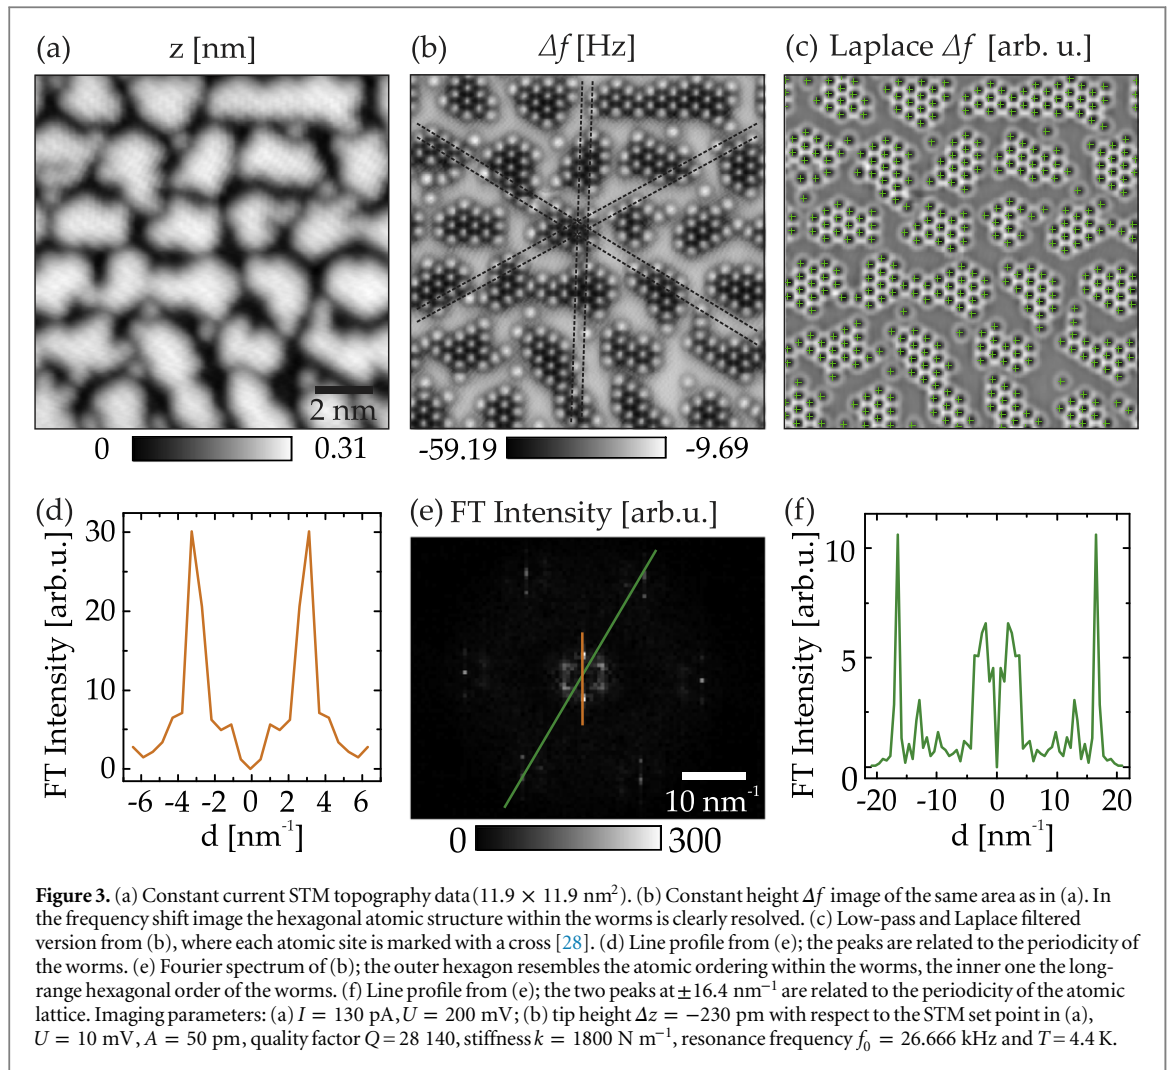 (a) z [nm]
(b) Δf [Hz]
(c) Laplace Δf [arb. u.]
2 nm
0 0.31
-59.19 -9.69
(d)
30
20
10
0
FT Intensity [arb.u.]
-6 -4 -2 0 2 4 6
d [nm⁻¹]
(e) FT Intensity [arb.u.]
10 nm⁻¹
0 300
(f)
10
5
0
FT Intensity [arb.u.]
-20 -10 0 10 20
d [nm⁻¹]
Figure 3. (a) Constant current STM topography data (11.9 × 11.9 nm²). (b) Constant height Δf image of the same area as in (a). In
the frequency shift image the hexagonal atomic structure within the worms is clearly resolved. (c) Low-pass and Laplace filtered
version from (b), where each atomic site is marked with a cross [28]. (d) Line profile from (e); the peaks are related to the periodicity of
the worms. (e) Fourier spectrum of (b); the outer hexagon resembles the atomic ordering within the worms, the inner one the long-
range hexagonal order of the worms. (f) Line profile from (e); the two peaks at ±16.4 nm⁻¹ are related to the periodicity of the atomic
lattice. Imaging parameters: (a) I = 130 pA, U = 200 mV; (b) tip height Δz = −230 pm with respect to the STM set point in (a),
U = 10 mV, A = 50 pm, quality factor Q = 28 140, stiffness k = 1800 N m⁻¹, resonance frequency f₀ = 26.666 kHz and T = 4.4 K.